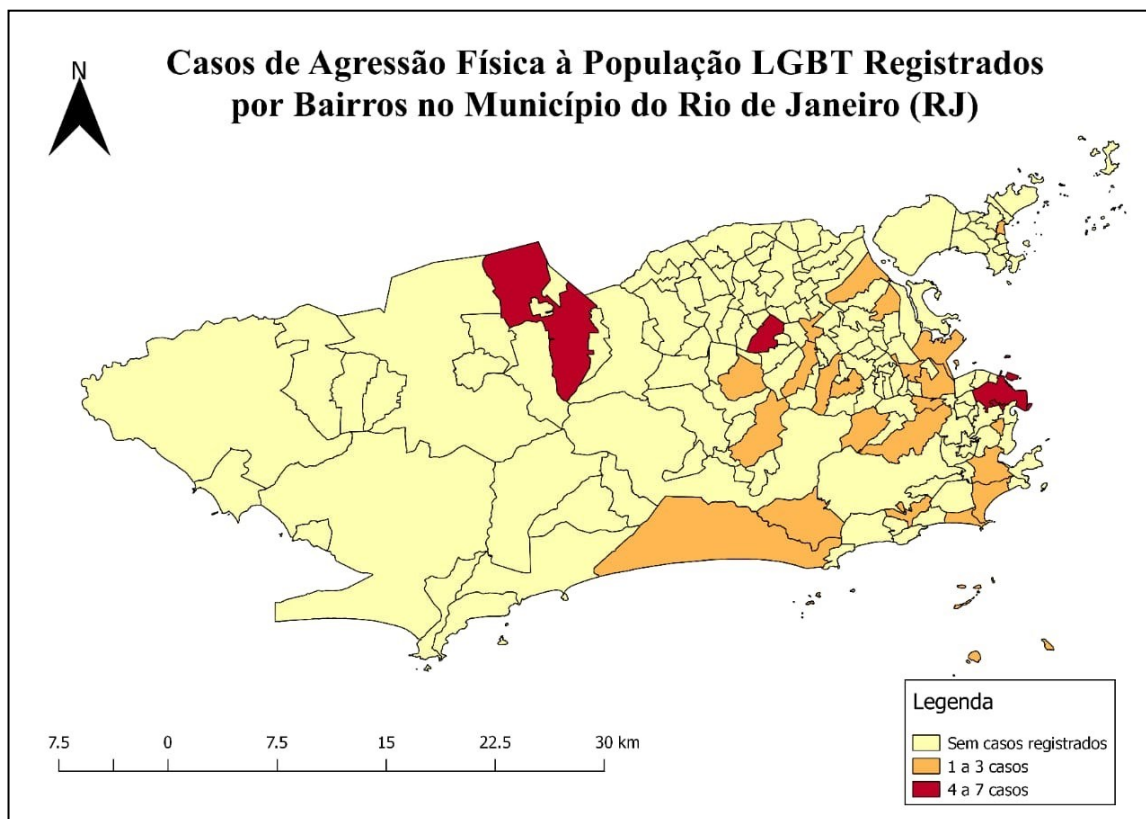 Casos de Agressão Física à População LGBT Registrados
por Bairros no Município do Rio de Janeiro (RJ)
N
7.5 0 7.5 15 22.5 30 km
Legenda
Sem casos registrados
1 a 3 casos
4 a 7 casos